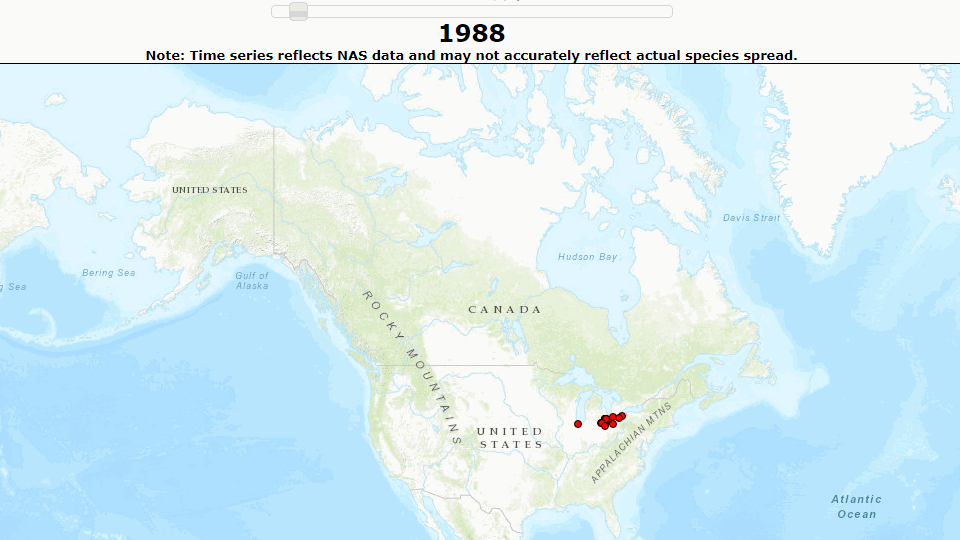 1988
Note: Time series reflects NAS data and may not accurately reflect actual species spread.
UNITED STATES
Davis Strait
Hudson Bay
Bering Sea
Gulf of
Alaska
Sea
CANADA
ROCKY MOUNTAINS
UNITED
STATES
APPALACHIAN MTNS
Atlantic
Ocean